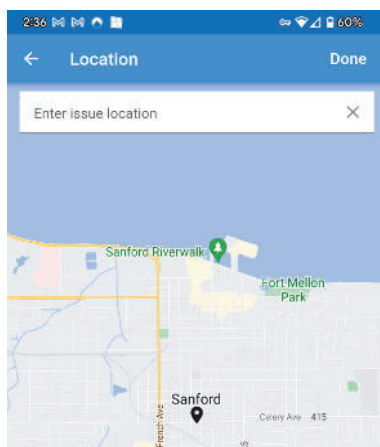 2:36 60%
Location Done
Enter issue location
Sanford Riverwalk
Fort Mellon
Park
Sanford
French Ave
Celery Ave 415